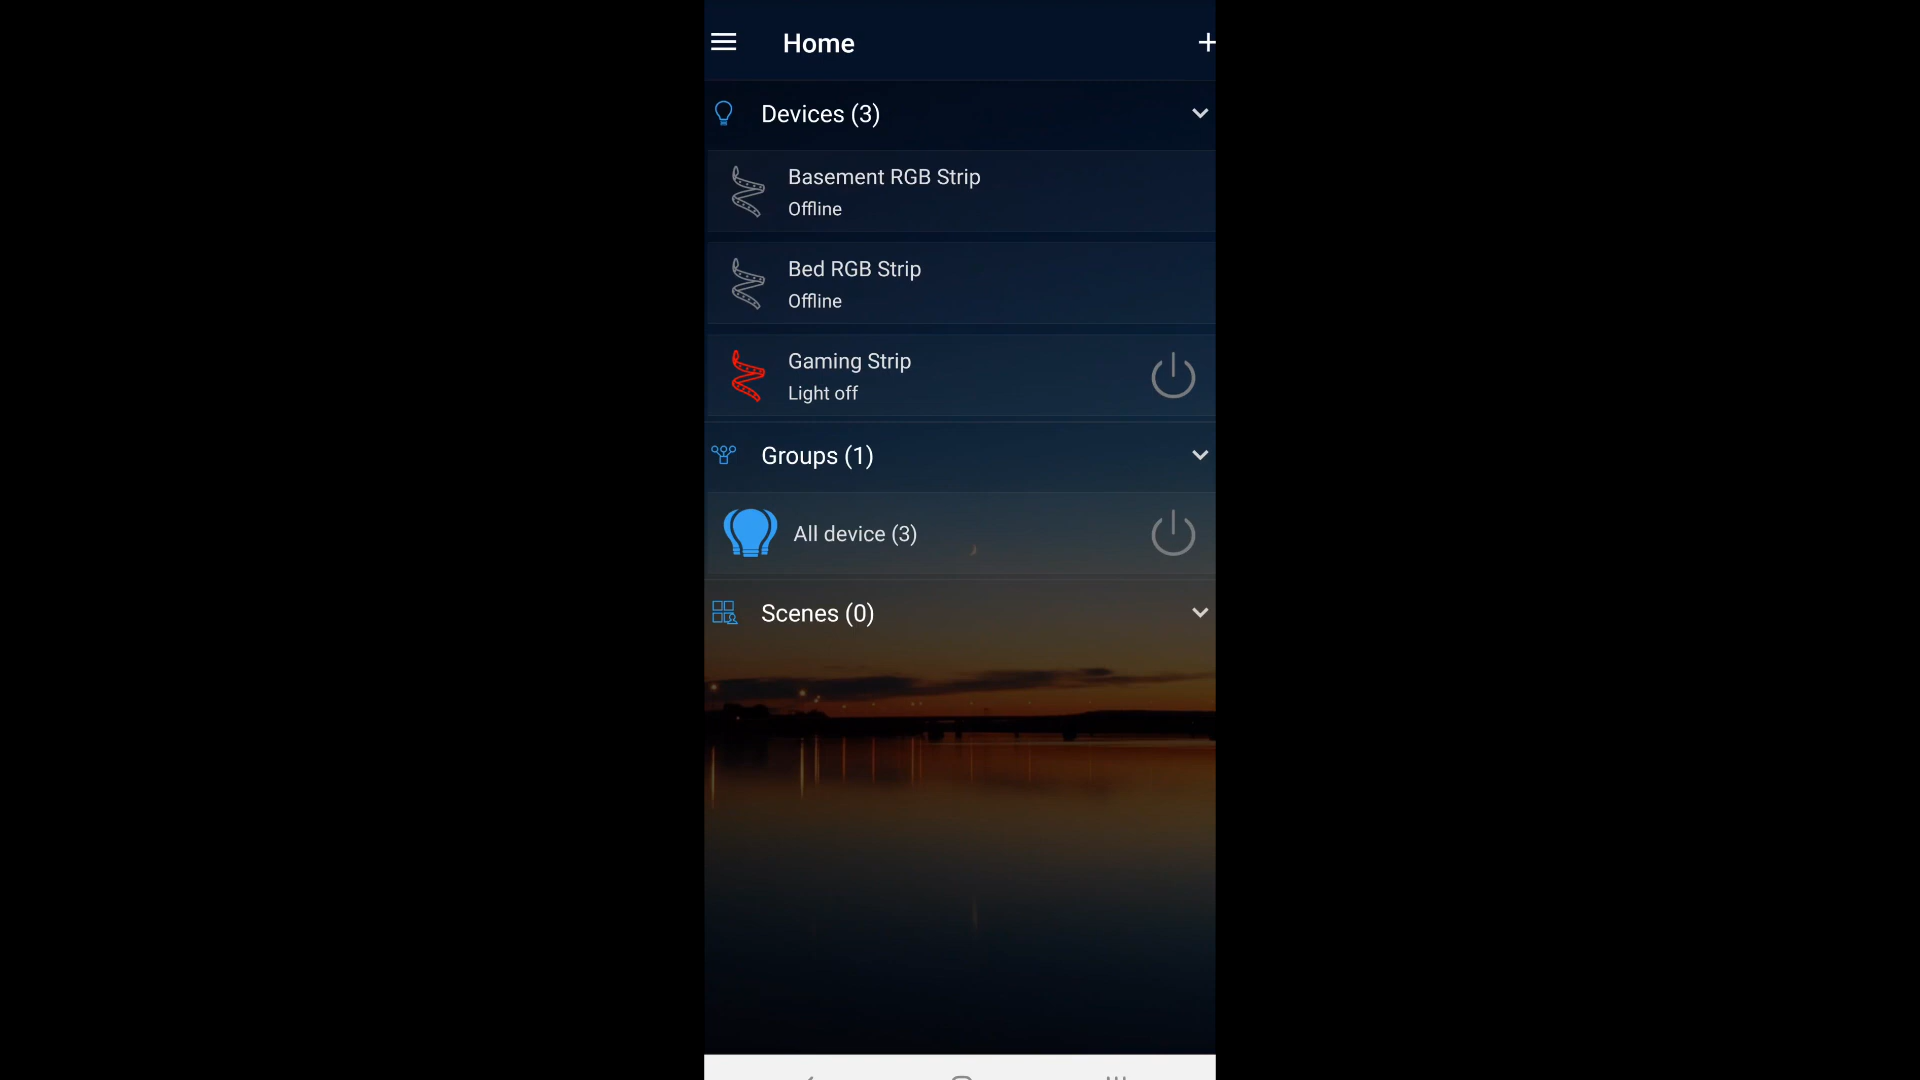 Home
Devices (3)
Basement RGB Strip
Offline
Bed RGB Strip
Offline
Gaming Strip
Light off
Groups (1)
All device (3)
Scenes (0)